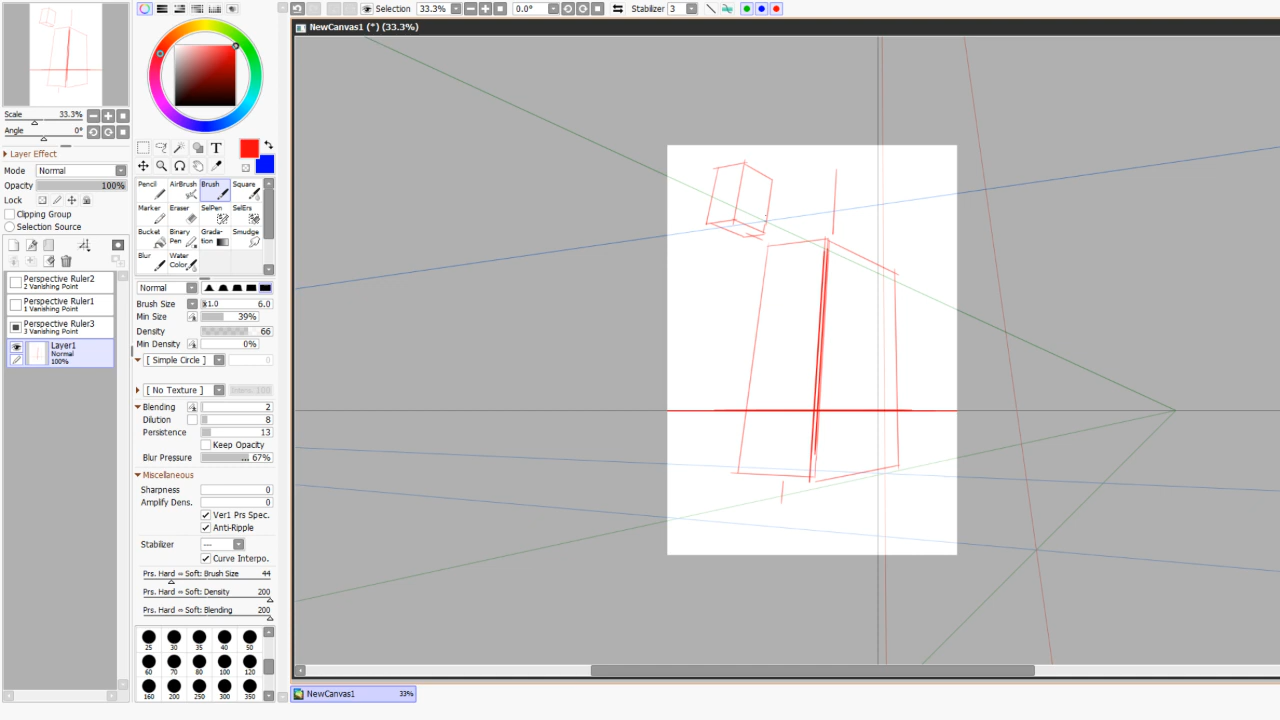 Selection 33.3% 0.0° Stabilizer 3
NewCanvas1 (*) (33.3%)
Scale 33.3%
Angle 0°
Layer Effect
Mode Normal
Opacity 100%
Lock
Clipping Group
Selection Source
Perspective Ruler2
2 Vanishing Point
Perspective Ruler1
1 Vanishing Point
Perspective Ruler3
3 Vanishing Point
Layer1
Normal
100%
T
Pencil AirBrush Brush Square
Marker Eraser SelPen SelErs
Bucket Binary Pen Grada-tion Smudge
Blur Water Color
Normal
Brush Size x1.0 6.0
Min Size 39%
Density 66
Min Density 0%
[ Simple Circle ] 0
[ No Texture ]
Blending 2
Dilution 8
Persistence 13
Keep Opacity
Blur Pressure ... 67%
Miscellaneous
Sharpness 0
Amplify Dens. 0
Ver1 Prs Spec.
Anti-Ripple
Stabilizer ---
Curve Interpo.
Prs. Hard ⇔ Soft: Brush Size 44
Prs. Hard ⇔ Soft: Density 200
Prs. Hard ⇔ Soft: Blending 200
25 30 35 40 50
60 70 80 100 120
160 200 250 300 350
NewCanvas1 33%